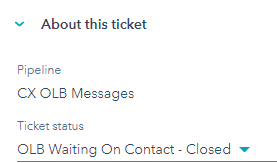 About this ticket
Pipeline
CX OLB Messages
Ticket status
OLB Waiting On Contact - Closed